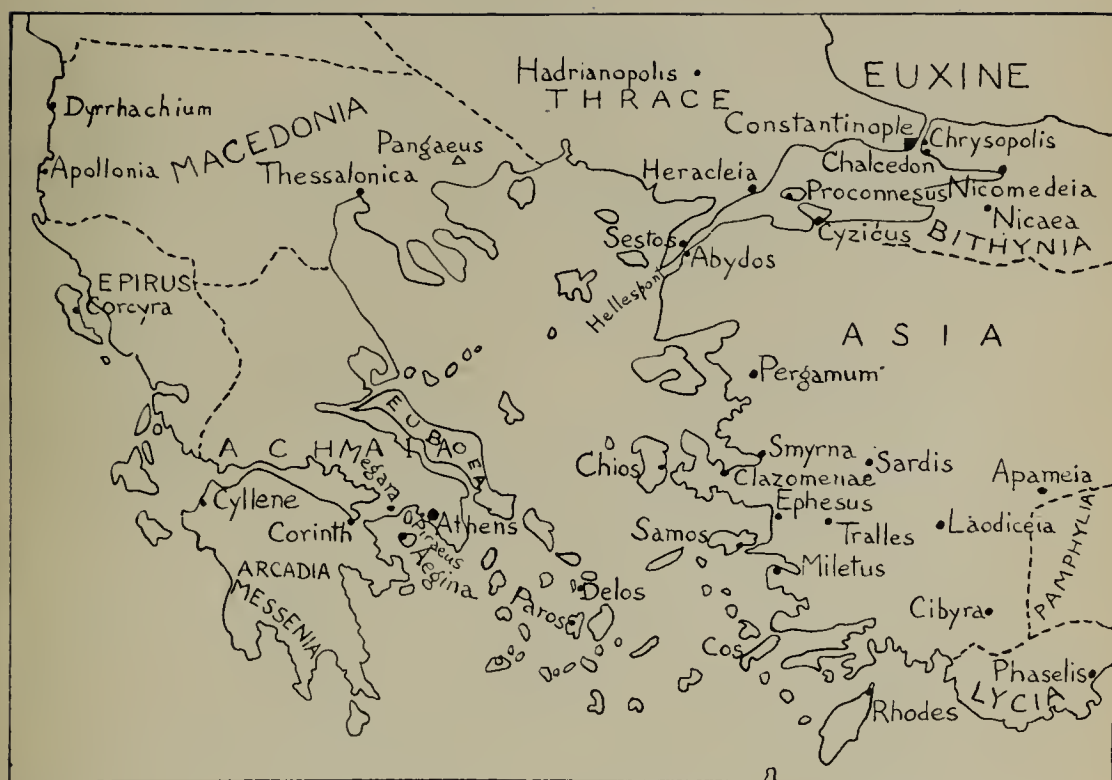 EUXINE
Hadrianopolis
THRACE
Dyrrhachium
MACEDONIA
Constantinople
Chrysopolis
Pangaeus
Chalcedon
Apollonia
Thessalonica
Heracleia
Proconnesus
Nicomedeia
Nicaea
Cyzicus
BITHYNIA
Sestos
Abydos
Hellespont
EPIRUS
Corcyra
ASIA
Pergamum
EUBOEA
ACHAIA
Megara
Smyrna
Sardis
Chios
Clazomenae
Apameia
Cyllene
Ephesus
Athens
Corinth
Piraeus
Samos
Tralles
Laodiceia
Aegina
ARCADIA
Miletus
PAMPHYLIA
MESSENIA
Delos
Paros
Cibyra
Cos
Phaselis
LYCIA
Rhodes